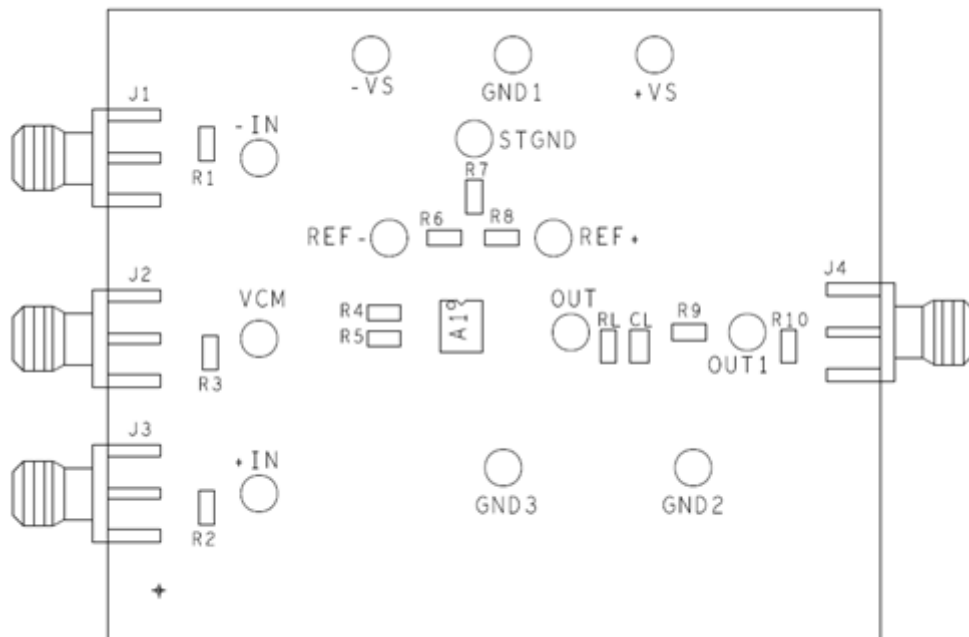 -VS
GND1
+VS
J1
-IN
R1
STGND
R7
REF-
R6
R8
REF+
J2
VCM
R3
R4
R5
A19
OUT
RL
CL
R9
OUT1
R10
J4
J3
+IN
R2
GND3
GND2